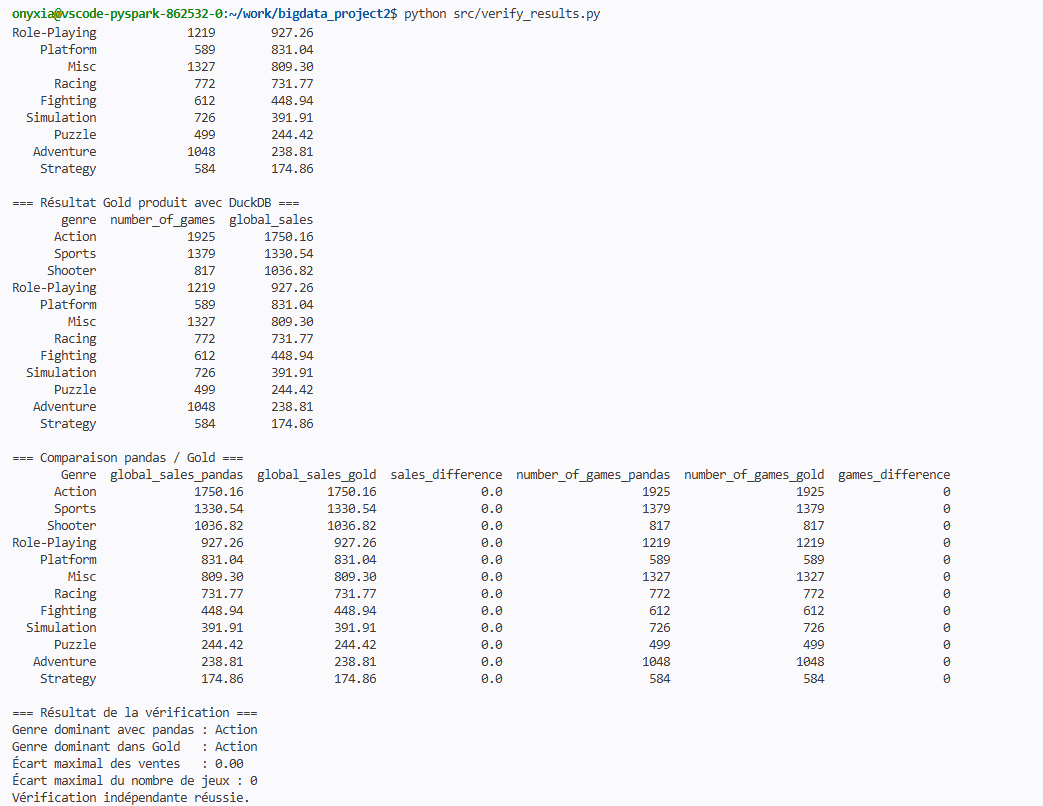 onyxia@vscode-pyspark-862532-0:~/work/bigdata_project2$ python src/verify_results.py
Role-Playing 1219 927.26
Platform 589 831.04
Misc 1327 809.30
Racing 772 731.77
Fighting 612 448.94
Simulation 726 391.91
Puzzle 499 244.42
Adventure 1048 238.81
Strategy 584 174.86
=== Résultat Gold produit avec DuckDB ===
genre number_of_games global_sales
Action 1925 1750.16
Sports 1379 1330.54
Shooter 817 1036.82
Role-Playing 1219 927.26
Platform 589 831.04
Misc 1327 809.30
Racing 772 731.77
Fighting 612 448.94
Simulation 726 391.91
Puzzle 499 244.42
Adventure 1048 238.81
Strategy 584 174.86
=== Comparaison pandas / Gold ===
Genre global_sales_pandas global_sales_gold sales_difference number_of_games_pandas number_of_games_gold games_difference
Action 1750.16 1750.16 0.0 1925 1925 0
Sports 1330.54 1330.54 0.0 1379 1379 0
Shooter 1036.82 1036.82 0.0 817 817 0
Role-Playing 927.26 927.26 0.0 1219 1219 0
Platform 831.04 831.04 0.0 589 589 0
Misc 809.30 809.30 0.0 1327 1327 0
Racing 731.77 731.77 0.0 772 772 0
Fighting 448.94 448.94 0.0 612 612 0
Simulation 391.91 391.91 0.0 726 726 0
Puzzle 244.42 244.42 0.0 499 499 0
Adventure 238.81 238.81 0.0 1048 1048 0
Strategy 174.86 174.86 0.0 584 584 0
=== Résultat de la vérification ===
Genre dominant avec pandas : Action
Genre dominant dans Gold : Action
Écart maximal des ventes : 0.00
Écart maximal du nombre de jeux : 0
Vérification indépendante réussie.